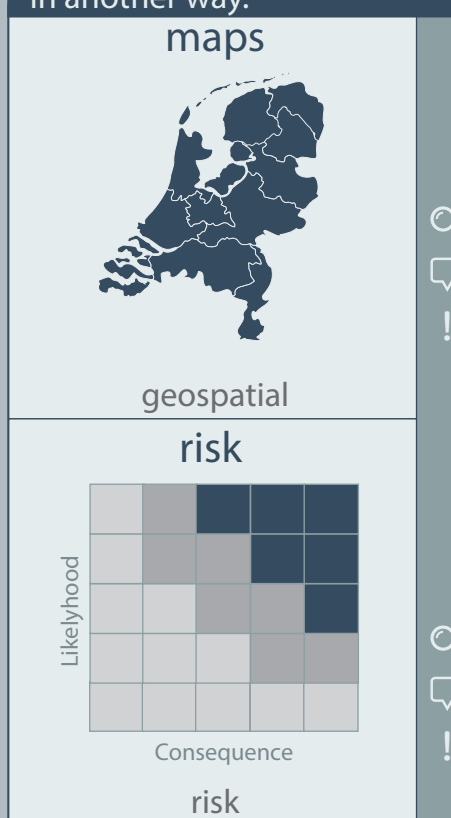 in another way.
maps
geospatial
risk
Likelyhood
Consequence
risk